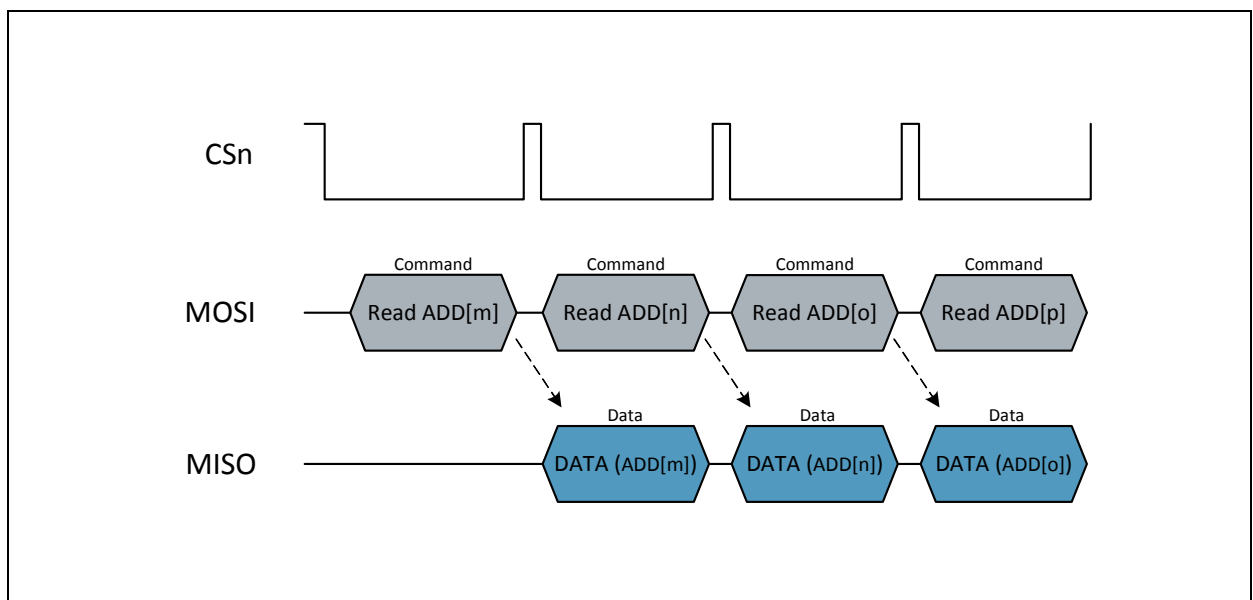 CSn
Command Command Command Command
MOSI Read ADD[m] Read ADD[n] Read ADD[o] Read ADD[p]
Data Data Data
MISO DATA (ADD[m]) DATA (ADD[n]) DATA (ADD[o])